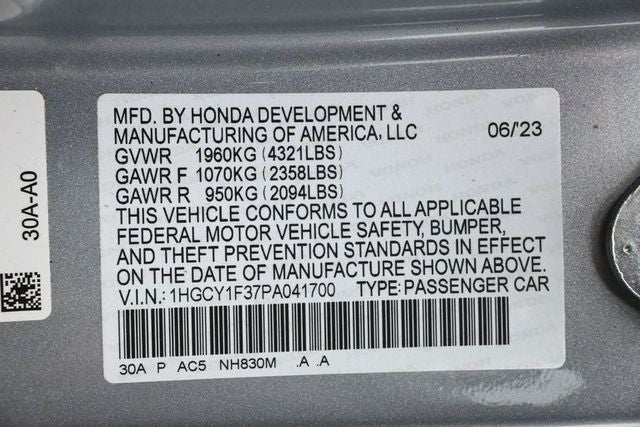 MFD. BY HONDA DEVELOPMENT &
MANUFACTURING OF AMERICA, LLC 06/'23
GVWR 1960KG (4321LBS)
GAWR F 1070KG (2358LBS)
GAWR R 950KG (2094LBS)
THIS VEHICLE CONFORMS TO ALL APPLICABLE
FEDERAL MOTOR VEHICLE SAFETY, BUMPER,
AND THEFT PREVENTION STANDARDS IN EFFECT
ON THE DATE OF MANUFACTURE SHOWN ABOVE.
V.I.N.: 1HGCY1F37PA041700 TYPE: PASSENGER CAR
30A P AC5 NH830M .A .A
30A-A0